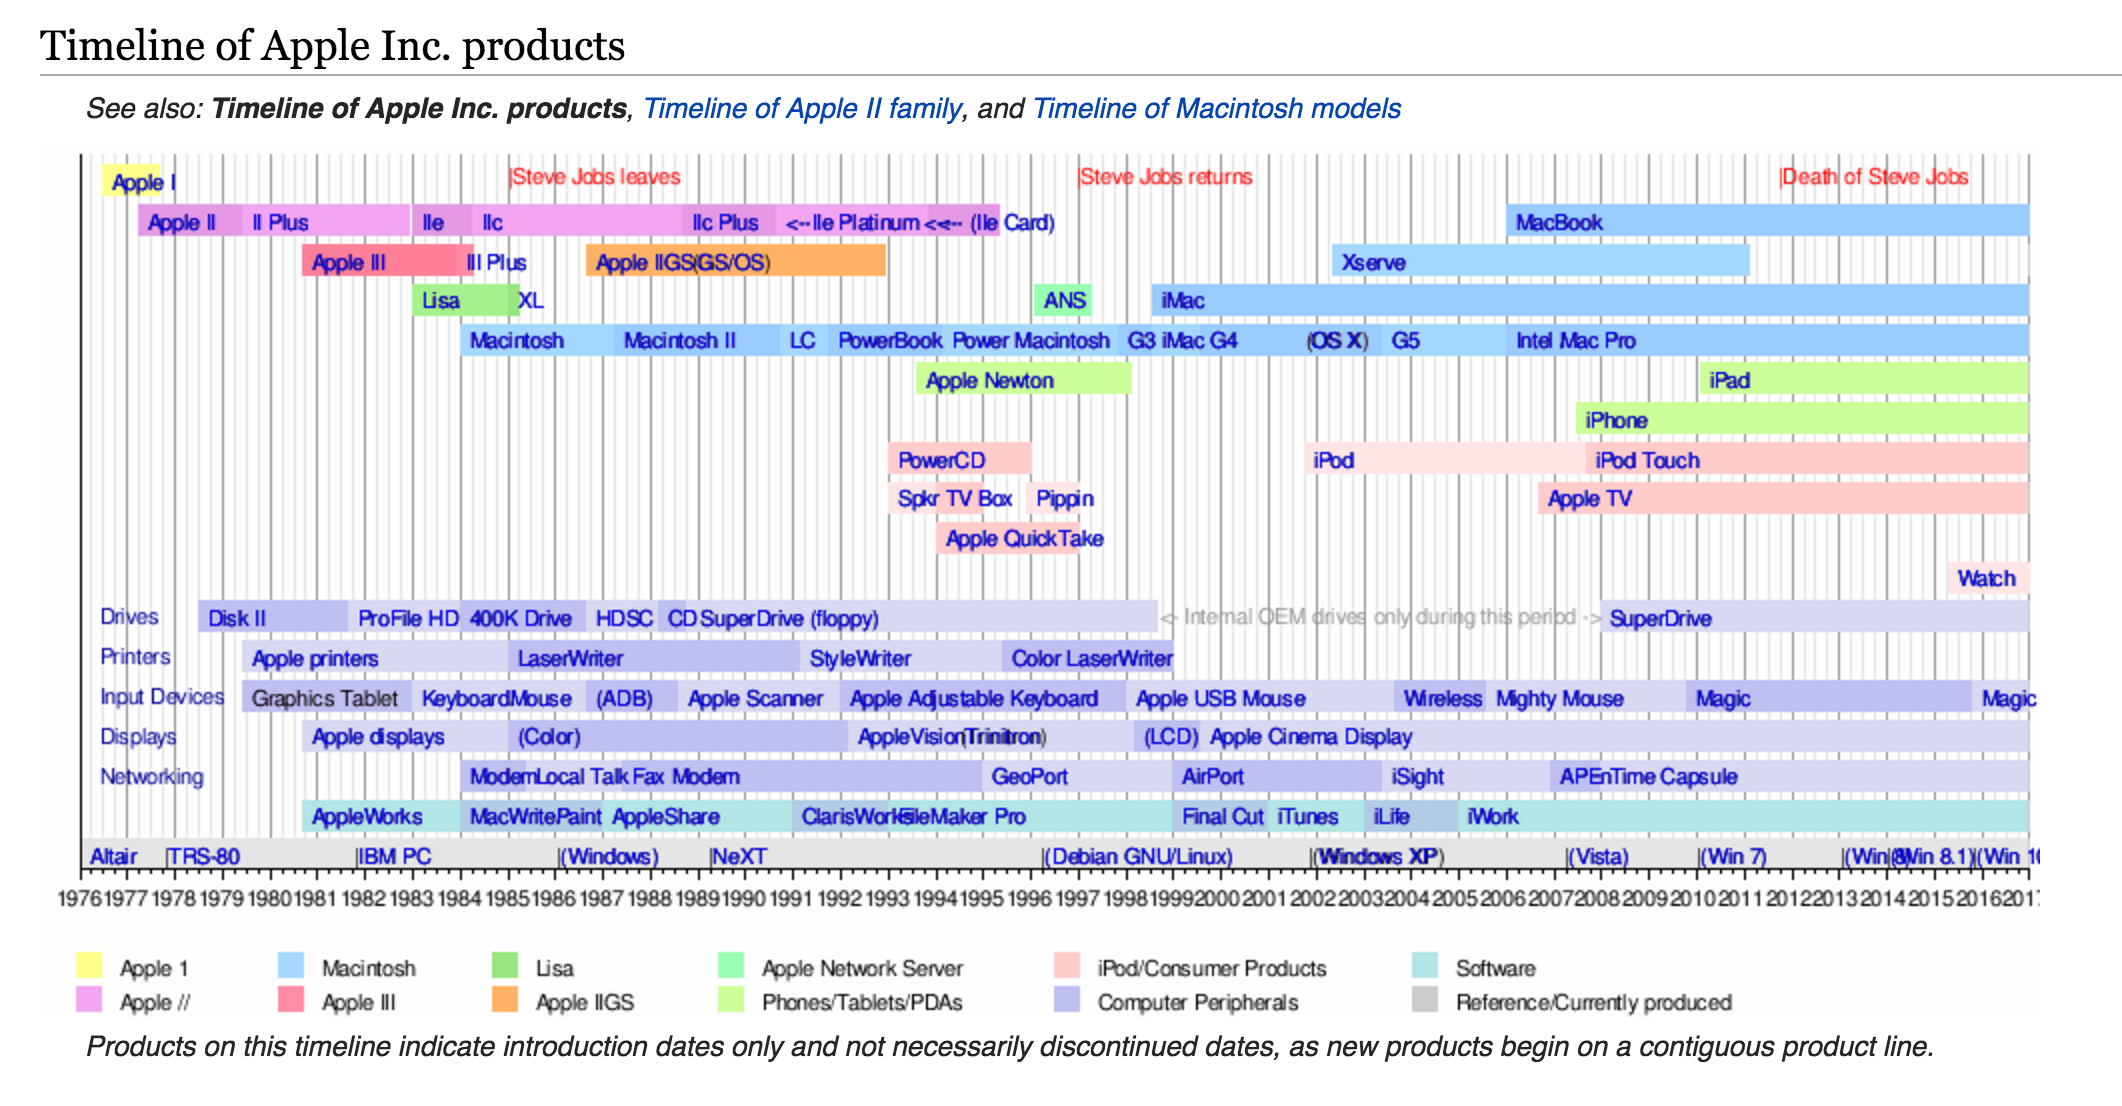 Timeline of Apple Inc. products
See also: Timeline of Apple Inc. products, Timeline of Apple II family, and Timeline of Macintosh models
Apple I
Steve Jobs leaves
Steve Jobs returns
Death of Steve Jobs
Apple II II Plus IIe IIc IIc Plus <--IIe Platinum <<-- (IIe Card) MacBook
Apple III III Plus Apple IIGS(GS/OS) Xserve
Lisa XL ANS iMac
Macintosh Macintosh II LC PowerBook Power Macintosh G3 iMac G4 (OS X) G5 Intel Mac Pro
Apple Newton iPad
iPhone
PowerCD iPod iPod Touch
Spkr TV Box Pippin Apple TV
Apple QuickTake
Watch
Drives Disk II ProFile HD 400K Drive HDSC CD SuperDrive (floppy) <- Internal OEM drives only during this period -> SuperDrive
Printers Apple printers LaserWriter StyleWriter Color LaserWriter
Input Devices Graphics Tablet Keyboard Mouse (ADB) Apple Scanner Apple Adjustable Keyboard Apple USB Mouse Wireless Mighty Mouse Magic Magic
Displays Apple displays (Color) AppleVision (Trinitron) (LCD) Apple Cinema Display
Networking Modem Local Talk Fax Modem GeoPort AirPort iSight APEn Time Capsule
AppleWorks MacWrite Paint AppleShare ClarisWorks FileMaker Pro Final Cut iTunes iLife iWork
Altair TRS-80 IBM PC (Windows) NeXT (Debian GNU/Linux) (Windows XP) (Vista) (Win 7) (Win 8) (Win 8.1) (Win 10
1976 1977 1978 1979 1980 1981 1982 1983 1984 1985 1986 1987 1988 1989 1990 1991 1992 1993 1994 1995 1996 1997 1998 1999 2000 2001 2002 2003 2004 2005 2006 2007 2008 2009 2010 2011 2012 2013 2014 2015 2016 2017
Apple 1 Macintosh Lisa Apple Network Server iPod/Consumer Products Software
Apple // Apple III Apple IIGS Phones/Tablets/PDAs Computer Peripherals Reference/Currently produced
Products on this timeline indicate introduction dates only and not necessarily discontinued dates, as new products begin on a contiguous product line.